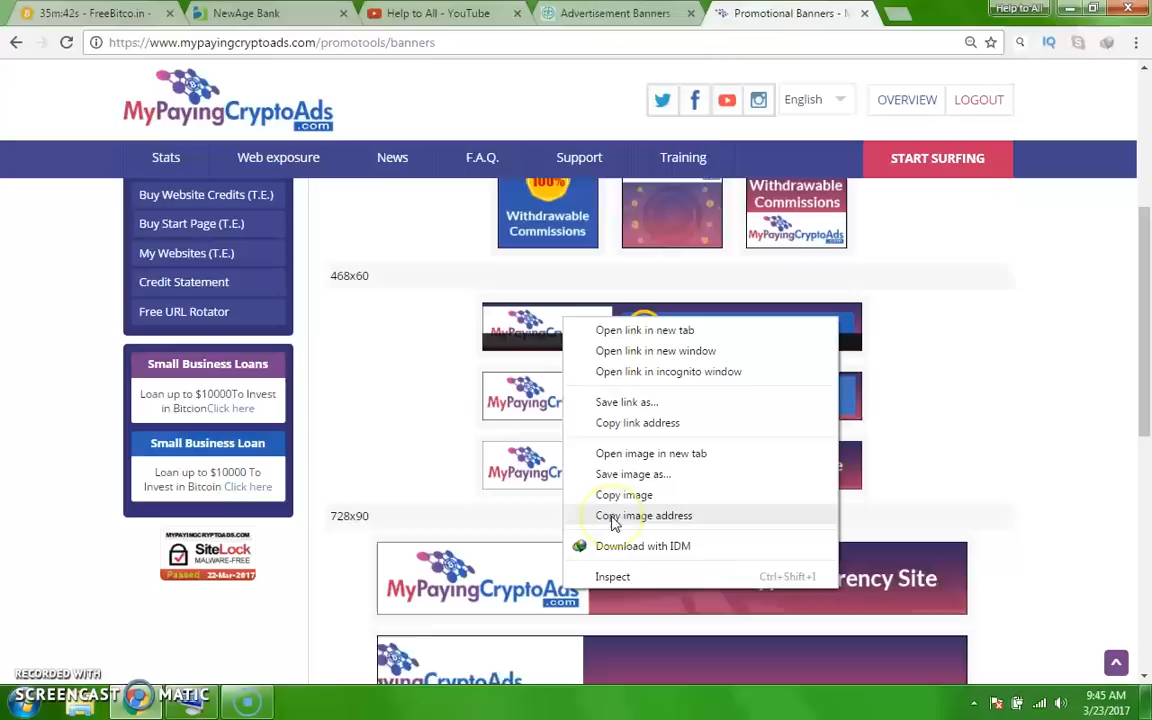 35m:42s - FreeBitco.in -
NewAge Bank
Help to All - YouTube
Advertisement Banners
Promotional Banners - M
Help to All
https://www.mypayingcryptoads.com/promotools/banners
MyPayingCryptoAds
.com
English
OVERVIEW
LOGOUT
Stats
Web exposure
News
F.A.Q.
Support
Training
START SURFING
Buy Website Credits (T.E.)
Buy Start Page (T.E.)
My Websites (T.E.)
Credit Statement
Free URL Rotator
Small Business Loans
Loan up to $10000To Invest
in BitcionClick here
Small Business Loan
Loan up to $10000 To
Invest in Bitcoin Click here
MYPAYINGCRYPTOADS.COM
SiteLock
MALWARE-FREE
Passed 22-Mar-2017
100%
Withdrawable
Commissions
Withdrawable
Commissions
MyPayingCryptoAds
.com
468x60
MyPaying
MyPayingC
MyPayingC
Open link in new tab
Open link in new window
Open link in incognito window
Save link as...
Copy link address
Open image in new tab
Save image as...
Copy image
Copy image address
Download with IDM
Inspect Ctrl+Shift+I
728x90
MyPayingCryptoAds
.com
rency Site
MyPayingCryptoAds
RECORDED WITH
SCREENCAST MATIC
9:45 AM
3/23/2017